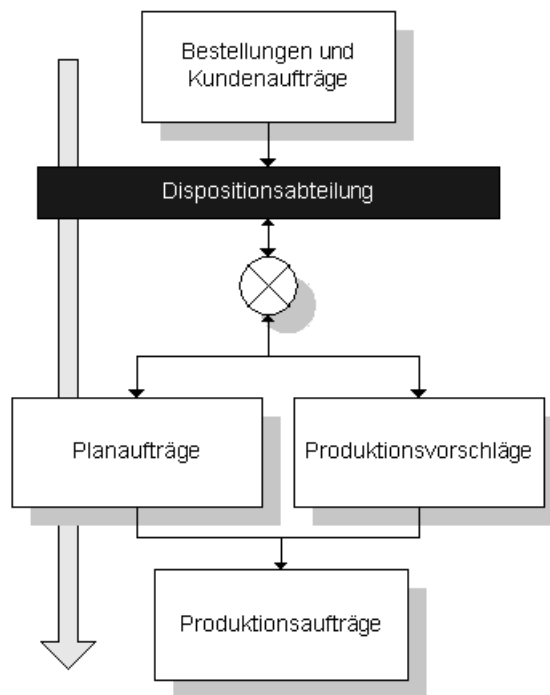 Bestellungen und
Kundenaufträge
Dispositionsabteilung
Planaufträge
Produktionsvorschläge
Produktionsaufträge